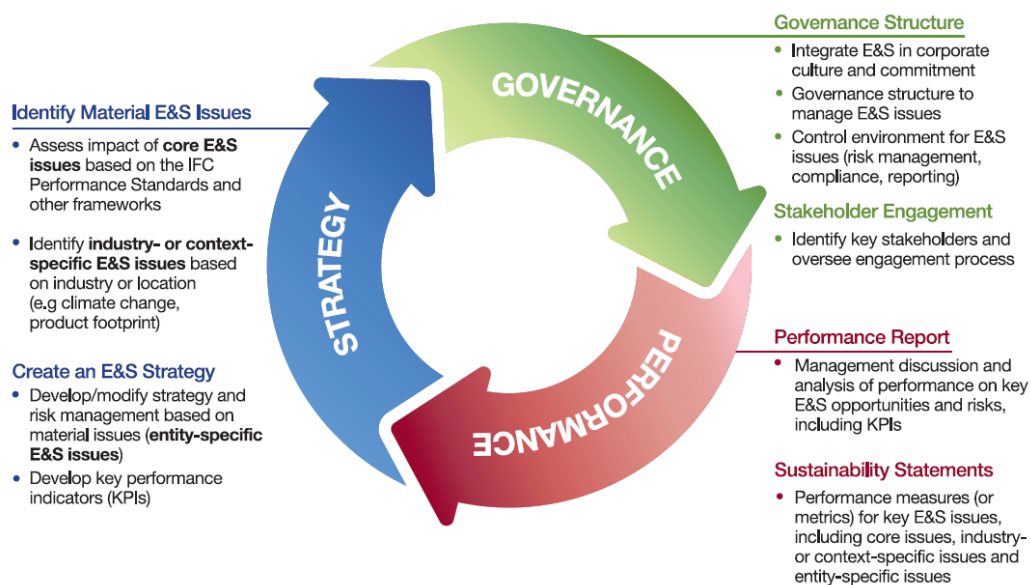 Identify Material E&S Issues
• Assess impact of core E&S
issues based on the IFC
Performance Standards and
other frameworks
• Identify industry- or context-
specific E&S issues based
on industry or location
(e.g climate change,
product footprint)
Create an E&S Strategy
• Develop/modify strategy and
risk management based on
material issues (entity-specific
E&S issues)
• Develop key performance
indicators (KPIs)
STRATEGY
GOVERNANCE
PERFORMANCE
Governance Structure
• Integrate E&S in corporate
culture and commitment
• Governance structure to
manage E&S issues
• Control environment for E&S
issues (risk management,
compliance, reporting)
Stakeholder Engagement
• Identify key stakeholders and
oversee engagement process
Performance Report
• Management discussion and
analysis of performance on key
E&S opportunities and risks,
including KPIs
Sustainability Statements
• Performance measures (or
metrics) for key E&S issues,
including core issues, industry-
or context-specific issues and
entity-specific issues